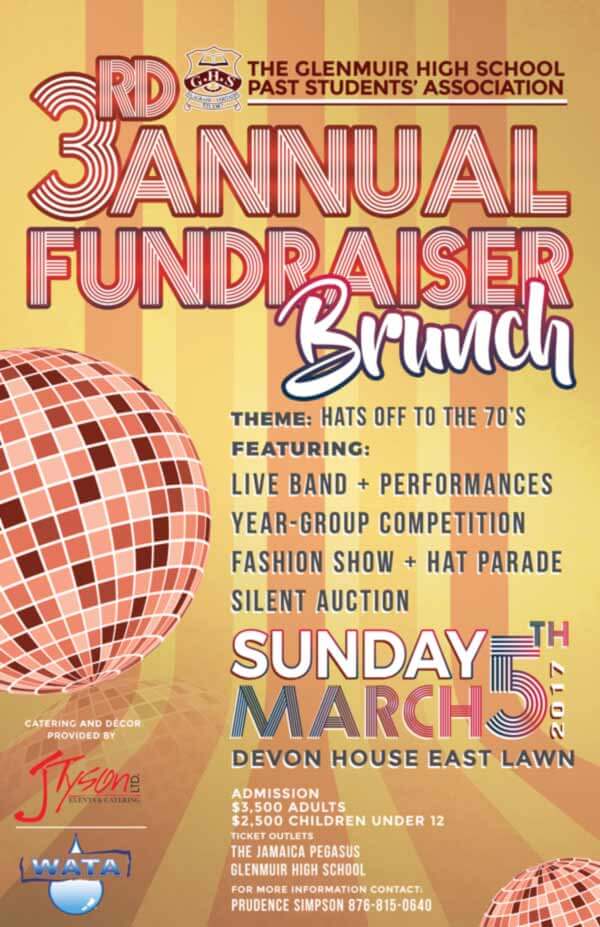 THE GLENMUIR HIGH SCHOOL
PAST STUDENTS' ASSOCIATION
G.H.S
3RD ANNUAL
FUNDRAISER
Brunch
THEME: HATS OFF TO THE 70'S
FEATURING:
LIVE BAND + PERFORMANCES
YEAR-GROUP COMPETITION
FASHION SHOW + HAT PARADE
SILENT AUCTION
SUNDAY
MARCH 5TH 2017
DEVON HOUSE EAST LAWN
CATERING AND DÉCOR
PROVIDED BY
JTyson LTD.
EVENTS & CATERING
WATA
ADMISSION
$3,500 ADULTS
$2,500 CHILDREN UNDER 12
TICKET OUTLETS
THE JAMAICA PEGASUS
GLENMUIR HIGH SCHOOL
FOR MORE INFORMATION CONTACT:
PRUDENCE SIMPSON 876-815-0640